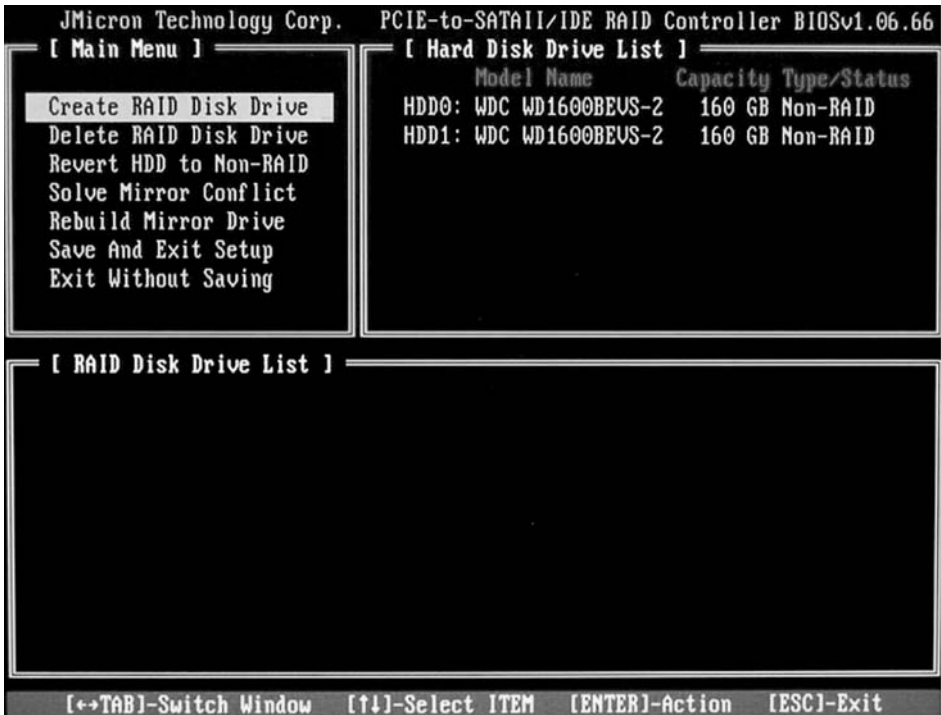 JMicron Technology Corp. PCIE-to-SATAII/IDE RAID Controller BIOSv1.06.66
[ Main Menu ]
Create RAID Disk Drive
Delete RAID Disk Drive
Revert HDD to Non-RAID
Solve Mirror Conflict
Rebuild Mirror Drive
Save And Exit Setup
Exit Without Saving
[ Hard Disk Drive List ]
Model Name Capacity Type/Status
HDD0: WDC WD1600BEVS-2 160 GB Non-RAID
HDD1: WDC WD1600BEVS-2 160 GB Non-RAID
[ RAID Disk Drive List ]
[↔TAB]-Switch Window [↑↓]-Select ITEM [ENTER]-Action [ESC]-Exit